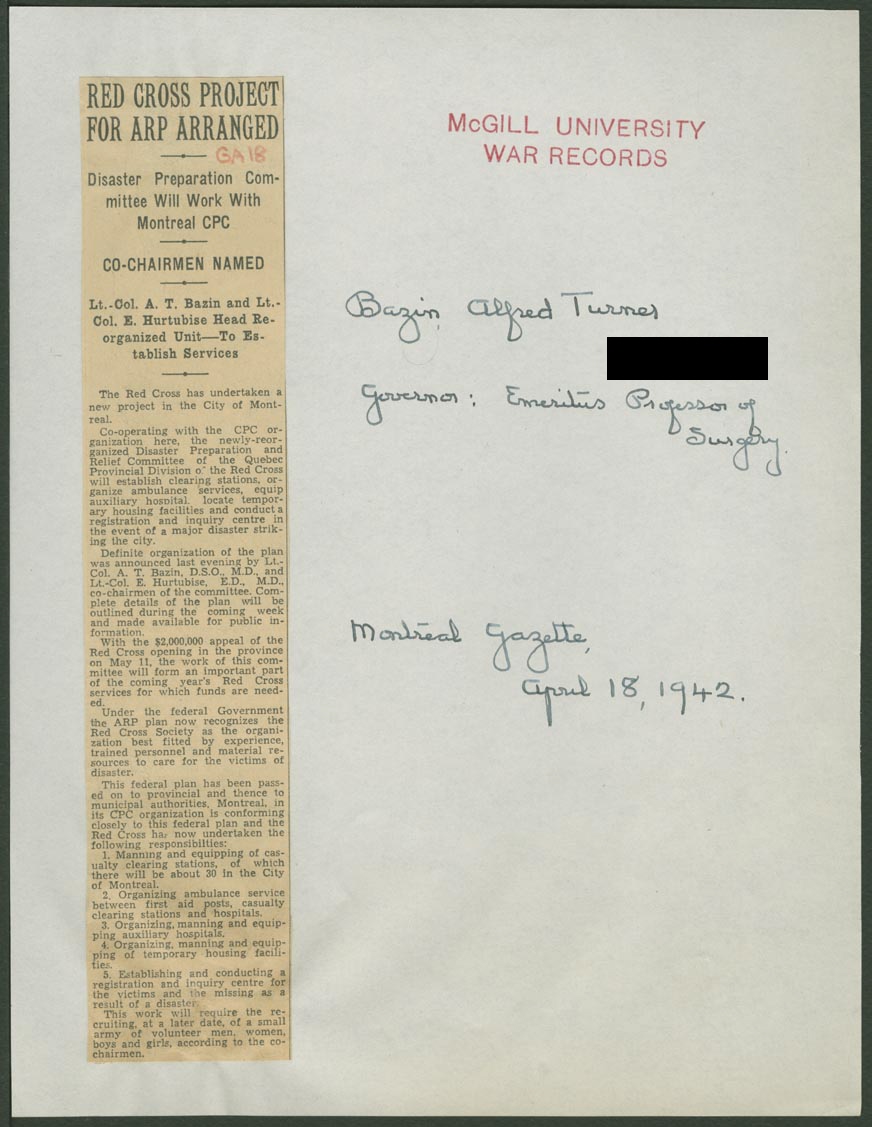 RED CROSS PROJECT
FOR ARP ARRANGED
GA18
Disaster Preparation Com-
mittee Will Work With
Montreal CPC
CO-CHAIRMEN NAMED
Lt.-Col. A. T. Bazin and Lt.-
Col. E. Hurtubise Head Re-
organized Unit—To Es-
tablish Services
The Red Cross has undertaken a
new project in the City of Mont-
real.
Co-operating with the CPC or-
ganization here, the newly-reor-
ganized Disaster Preparation and
Relief Committee of the Quebec
Provincial Division of the Red Cross
will establish clearing stations, or-
ganize ambulance services, equip
auxiliary hospital, locate tempor-
ary housing facilities and conduct a
registration and inquiry centre in
the event of a major disaster strik-
ing the city.
Definite organization of the plan
was announced last evening by Lt.-
Col. A. T. Bazin, D.S.O., M.D., and
Lt.-Col. E. Hurtubise, E.D., M.D.,
co-chairmen of the committee. Com-
plete details of the plan will be
outlined during the coming week
and made available for public in-
formation.
With the $2,000,000 appeal of the
Red Cross opening in the province
on May 11, the work of this com-
mittee will form an important part
of the coming year's Red Cross
services for which funds are need-
ed.
Under the federal Government
the ARP plan now recognizes the
Red Cross Society as the organi-
zation best fitted by experience,
trained personnel and material re-
sources to care for the victims of
disaster.
This federal plan has been pass-
ed on to provincial and thence to
municipal authorities. Montreal, in
its CPC organization is conforming
closely to this federal plan and the
Red Cross has now undertaken the
following responsibilties:
1. Manning and equipping of cas-
ualty clearing stations, of which
there will be about 30 in the City
of Montreal.
2. Organizing ambulance service
between first aid posts, casualty
clearing stations and hospitals.
3. Organizing, manning and equip-
ping auxiliary hospitals.
4. Organizing, manning and equip-
ping of temporary housing facili-
ties.
5. Establishing and conducting a
registration and inquiry centre for
the victims and the missing as a
result of a disaster.
This work will require the re-
cruiting, at a later date, of a small
army of volunteer men, women,
boys and girls, according to the co-
chairmen.
McGILL UNIVERSITY
WAR RECORDS
Bazin, Alfred Turner
Governor: Emeritus Professor of
Surgery.
Montreal Gazette,
April 18, 1942.